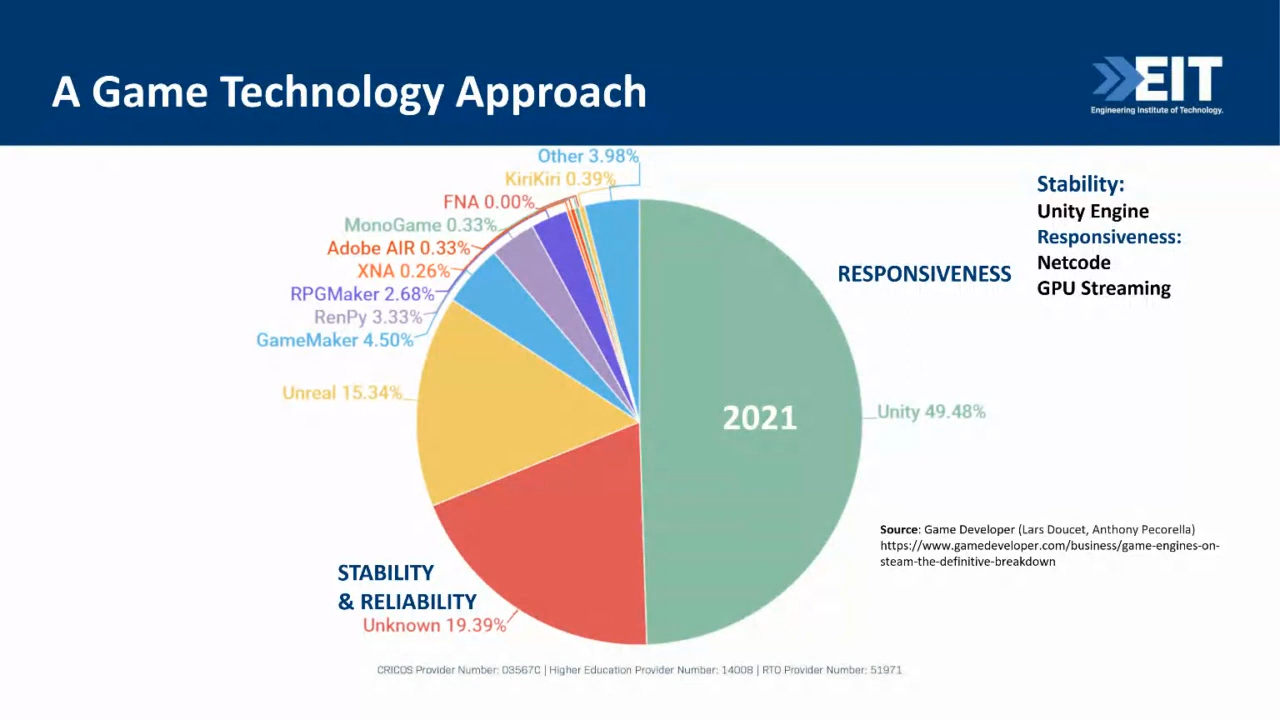 A Game Technology Approach
EIT
Engineering Institute of Technology.
Other 3.98%
KiriKiri 0.39%
FNA 0.00%
MonoGame 0.33%
Adobe AIR 0.33%
XNA 0.26%
RPGMaker 2.68%
RenPy 3.33%
GameMaker 4.50%
Unreal 15.34%
Unknown 19.39%
Unity 49.48%
2021
STABILITY
& RELIABILITY
RESPONSIVENESS
Stability:
Unity Engine
Responsiveness:
Netcode
GPU Streaming
Source: Game Developer (Lars Doucet, Anthony Pecorella)
https://www.gamedeveloper.com/business/game-engines-on-
steam-the-definitive-breakdown
CRICOS Provider Number: 03567C | Higher Education Provider Number: 14008 | RTO Provider Number: 51971